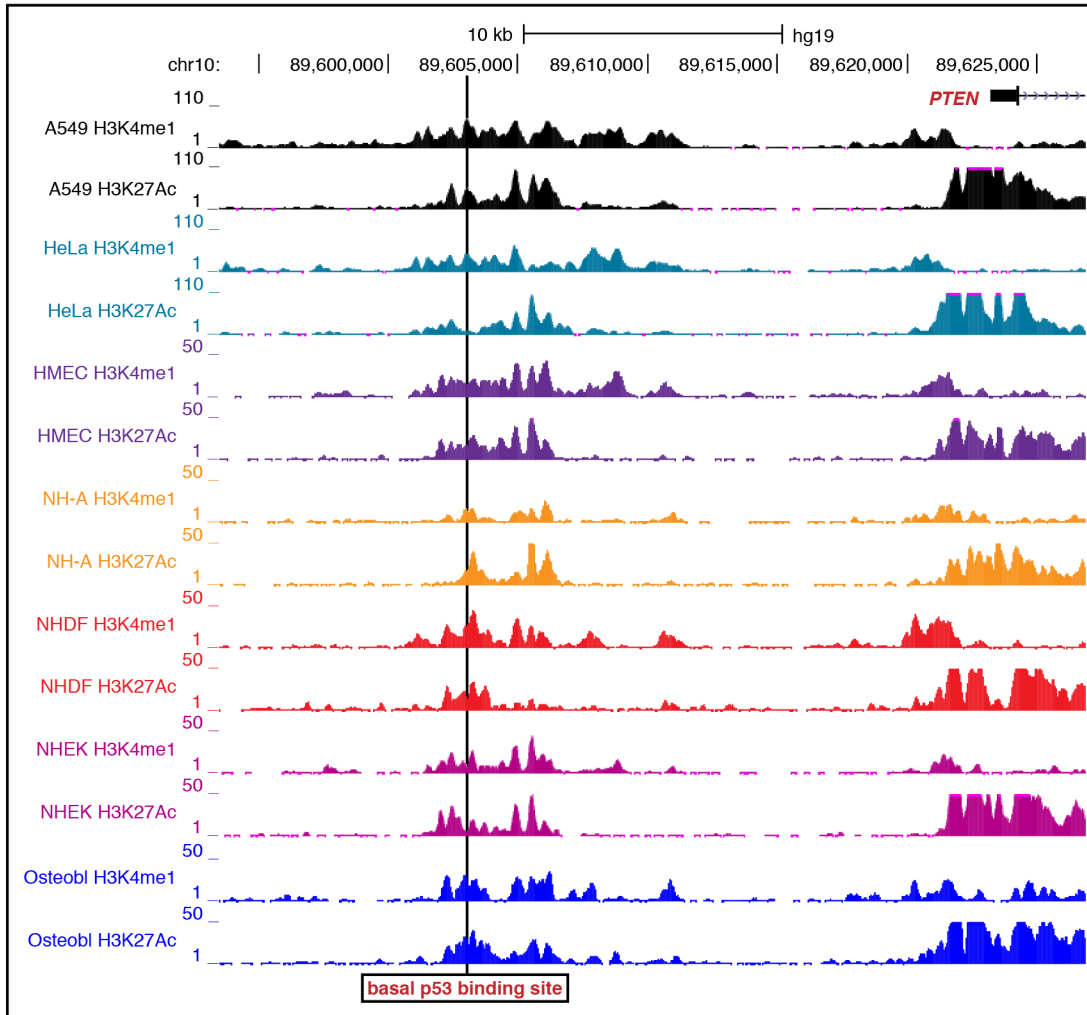 10 kb hg19
chr10: 89,600,000 89,605,000 89,610,000 89,615,000 89,620,000 89,625,000
110
PTEN
A549 H3K4me1
1
110
A549 H3K27Ac
1
110
HeLa H3K4me1
1
110
HeLa H3K27Ac
1
50
HMEC H3K4me1
1
50
HMEC H3K27Ac
1
50
NH-A H3K4me1
1
50
NH-A H3K27Ac
1
50
NHDF H3K4me1
1
50
NHDF H3K27Ac
1
50
NHEK H3K4me1
1
50
NHEK H3K27Ac
1
50
Osteobl H3K4me1
1
50
Osteobl H3K27Ac
1
basal p53 binding site